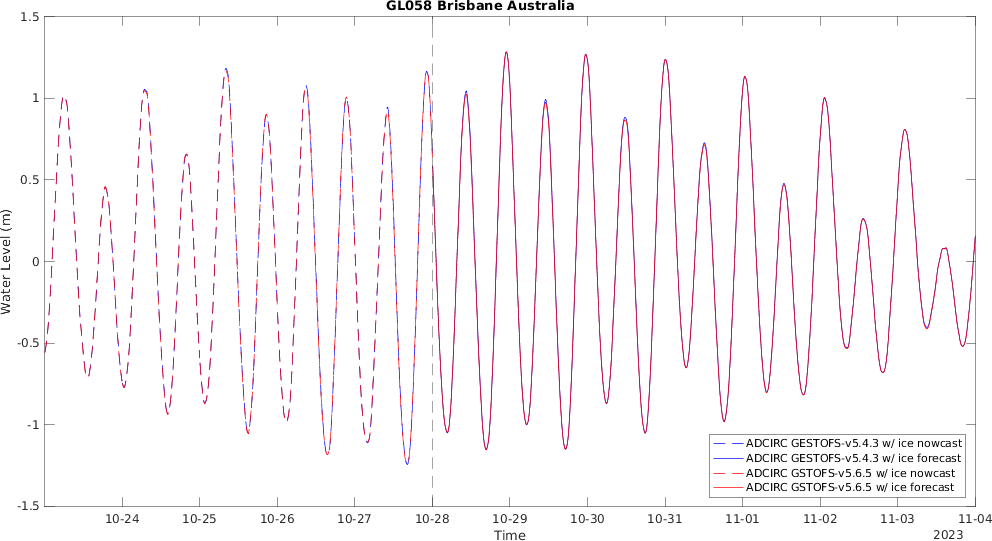 GL058 Brisbane Australia
1.5
1
0.5
0
-0.5
-1
-1.5
Water Level (m)
10-24 10-25 10-26 10-27 10-28 10-29 10-30 10-31 11-01 11-02 11-03 11-04
Time
2023
ADCIRC GESTOFS-v5.4.3 w/ ice nowcast
ADCIRC GESTOFS-v5.4.3 w/ ice forecast
ADCIRC GSTOFS-v5.6.5 w/ ice nowcast
ADCIRC GSTOFS-v5.6.5 w/ ice forecast